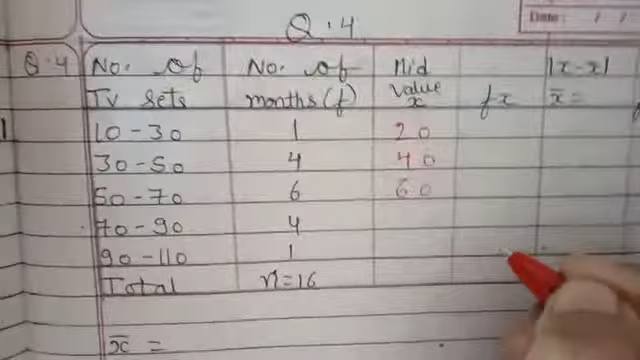 Q.4
Date: / /
Q.4 No. Of No. of Mid |x-x|
TV sets months (f) value x fx x̄ =
10-30 1 20
30-50 4 40
50-70 6 60
70-90 4
90-110 1
Total n=16
x̄ =